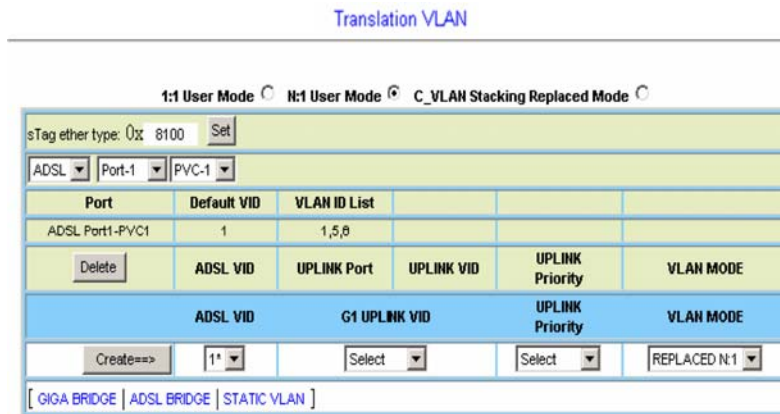 Translation VLAN
1:1 User Mode N:1 User Mode C_VLAN Stacking Replaced Mode
sTag ether type: 0x 8100 Set
ADSL Port-1 PVC-1
Port Default VID VLAN ID List
ADSL Port1-PVC1 1 1,5,8
Delete ADSL VID UPLINK Port UPLINK VID UPLINK Priority VLAN MODE
ADSL VID G1 UPLINK VID UPLINK Priority VLAN MODE
Create==> 1* Select Select REPLACED N:1
[ GIGA BRIDGE | ADSL BRIDGE | STATIC VLAN ]